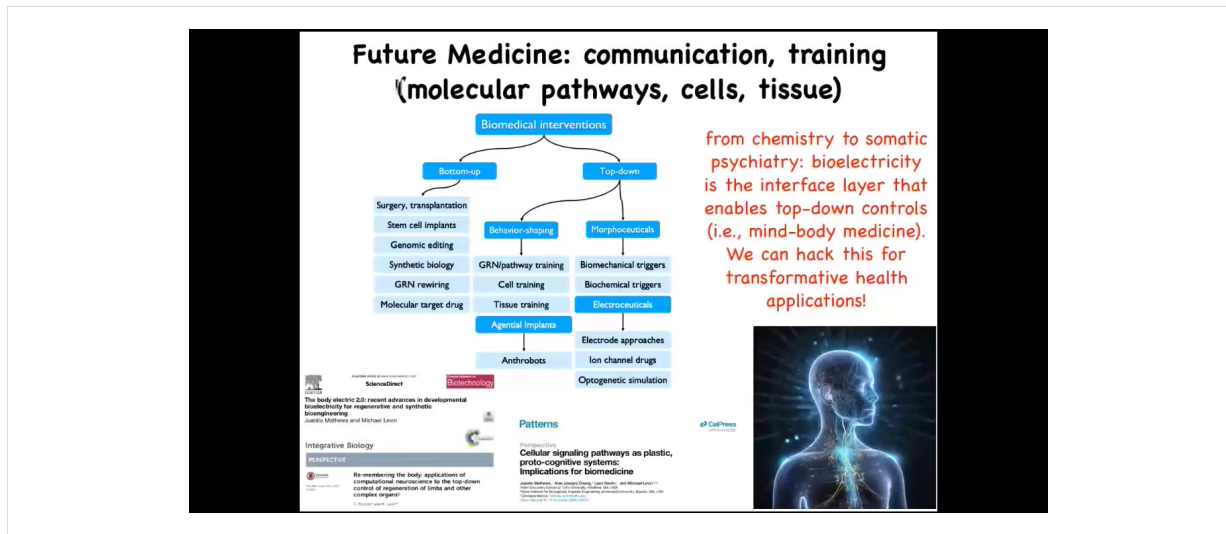 Future Medicine: communication, training
(molecular pathways, cells, tissue)
Biomedical interventions
Bottom-up
Top-down
Surgery, transplantation
Stem cell implants
Genomic editing
Synthetic biology
GRN rewiring
Molecular target drug
Behavior-shaping
GRN/pathway training
Cell training
Tissue training
Agential Implants
Anthrobots
Morphoceuticals
Biomechanical triggers
Biochemical triggers
Electroceuticals
Electrode approaches
Ion channel drugs
Optogenetic simulation
from chemistry to somatic
psychiatry: bioelectricity
is the interface layer that
enables top-down controls
(i.e., mind-body medicine).
We can hack this for
transformative health
applications!
ScienceDirect
Biotechnology
The body electric 2.0: recent advances in developmental
bioelectricity for regenerative and synthetic
bioengineering
Juanita Mathews and Michael Levin
Integrative Biology
PERSPECTIVE
Re-membering the body: applications of
computational neuroscience to the top-down
control of regeneration of limbs and other
complex organs†
Patterns
CelPress
Perspective
Cellular signaling pathways as plastic,
proto-cognitive systems:
Implications for biomedicine